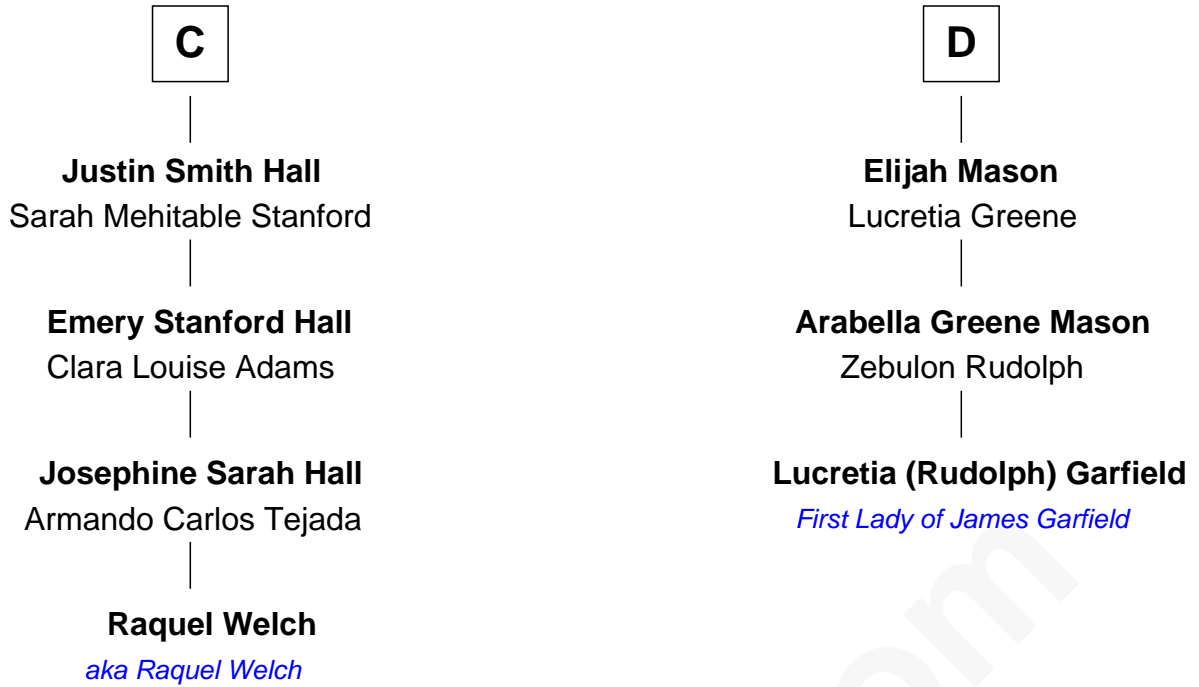 C
Justin Smith Hall
Sarah Mehitable Stanford
Emery Stanford Hall
Clara Louise Adams
Josephine Sarah Hall
Armando Carlos Tejada
Raquel Welch
aka Raquel Welch
D
Elijah Mason
Lucretia Greene
Arabella Greene Mason
Zebulon Rudolph
Lucretia (Rudolph) Garfield
First Lady of James Garfield
om